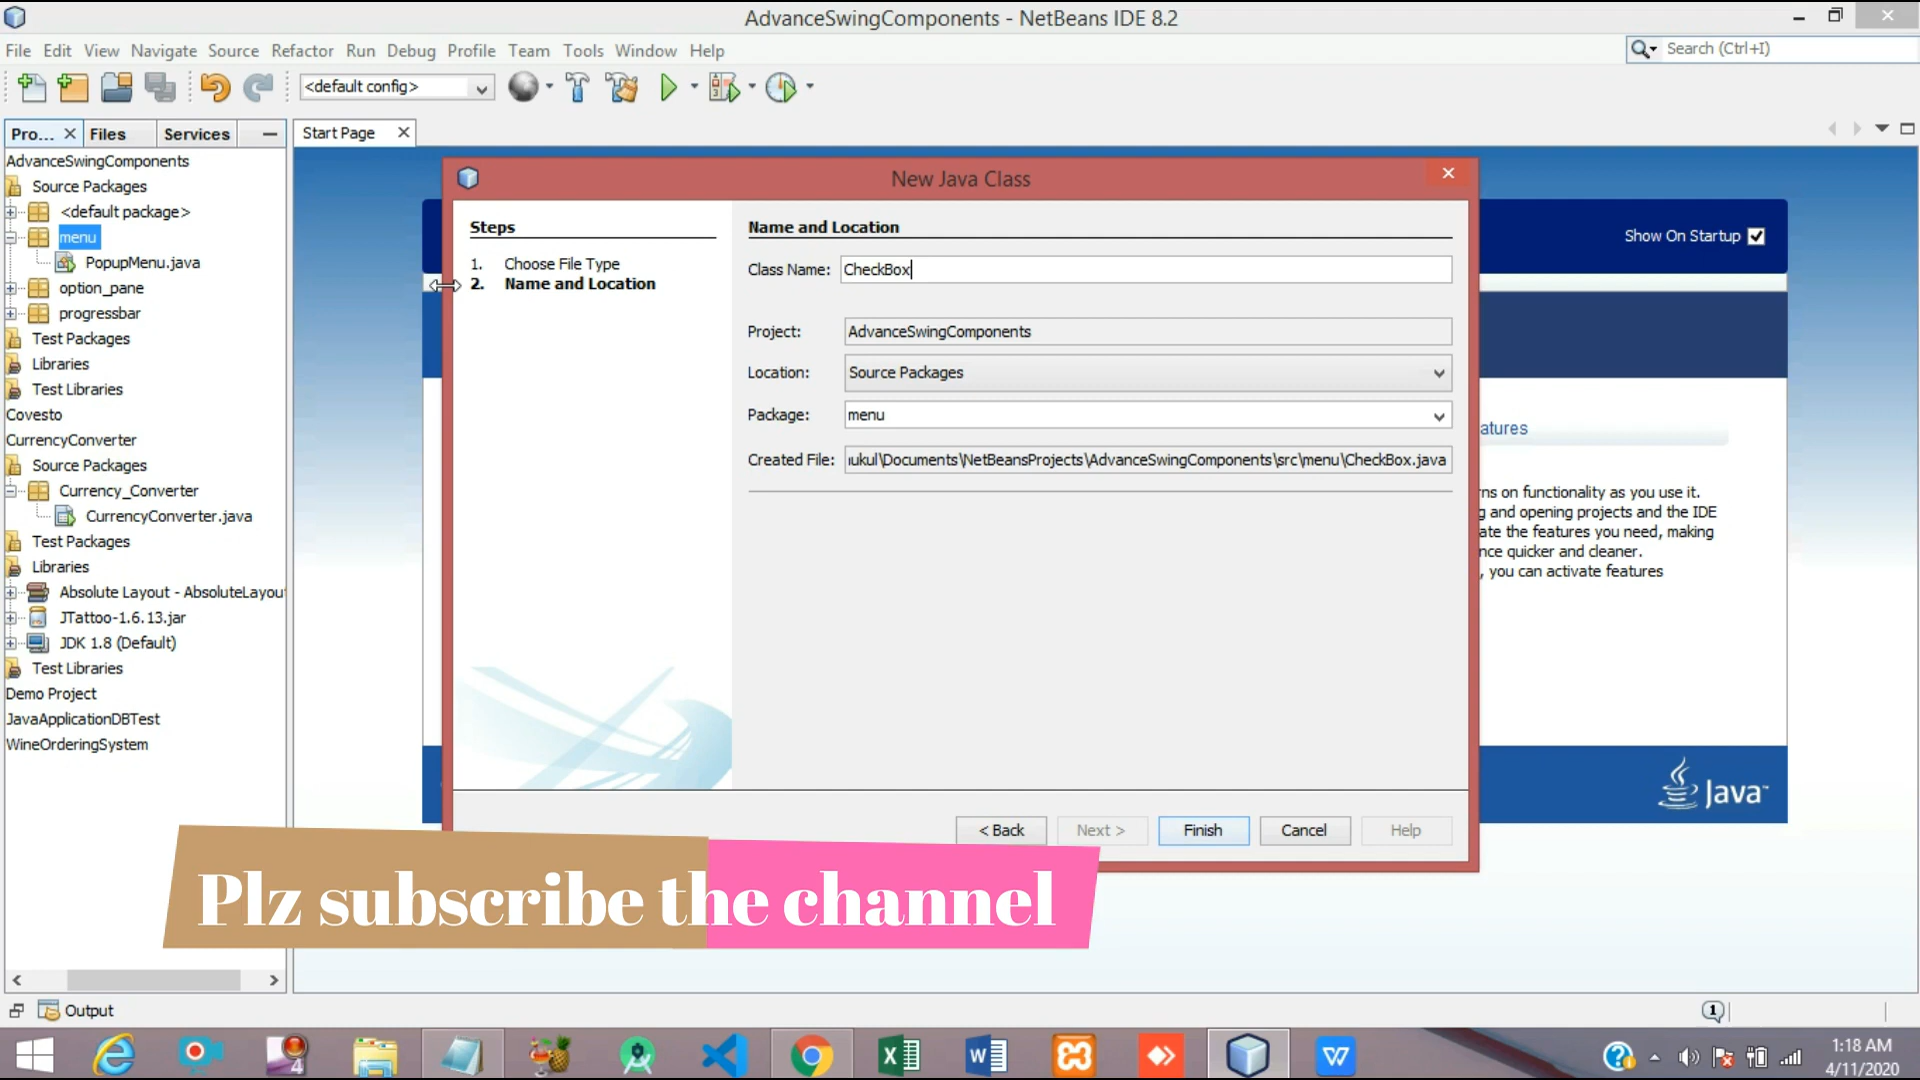 AdvanceSwingComponents - NetBeans IDE 8.2
File Edit View Navigate Source Refactor Run Debug Profile Team Tools Window Help
Search (Ctrl+I)
<default config>
Pro... Files Services
Start Page
AdvanceSwingComponents
Source Packages
<default package>
menu
PopupMenu.java
option_pane
progressbar
Test Packages
Libraries
Test Libraries
Covesto
CurrencyConverter
Source Packages
Currency_Converter
CurrencyConverter.java
Test Packages
Libraries
Absolute Layout - AbsoluteLayou
JTattoo-1.6.13.jar
JDK 1.8 (Default)
Test Libraries
Demo Project
JavaApplicationDBTest
WineOrderingSystem
New Java Class
Steps
1. Choose File Type
2. Name and Location
Name and Location
Class Name: CheckBox
Project: AdvanceSwingComponents
Location: Source Packages
Package: menu
Created File: ukul\Documents\NetBeansProjects\AdvanceSwingComponents\src\menu\CheckBox.java
< Back Next > Finish Cancel Help
Show On Startup
atures
ns on functionality as you use it.
g and opening projects and the IDE
ate the features you need, making
nce quicker and cleaner.
, you can activate features
Java
Plz subscribe the channel
Output
1
4
1:18 AM
4/11/2020